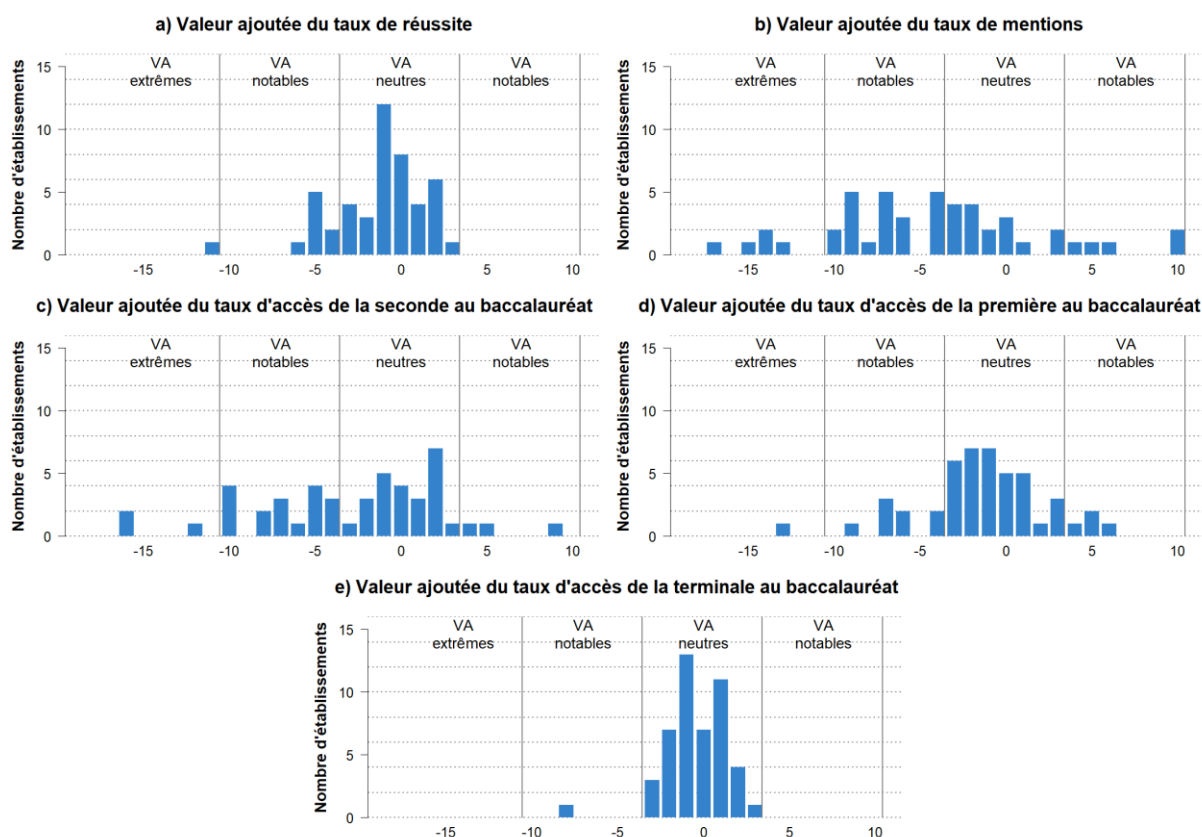 a) Valeur ajoutée du taux de réussite
VA VA VA VA
extrêmes notables neutres notables
Nombre d'établissements
15
10
5
0
-15 -10 -5 0 5 10
b) Valeur ajoutée du taux de mentions
VA VA VA VA
extrêmes notables neutres notables
Nombre d'établissements
15
10
5
0
-15 -10 -5 0 5 10
c) Valeur ajoutée du taux d'accès de la seconde au baccalauréat
VA VA VA VA
extrêmes notables neutres notables
Nombre d'établissements
15
10
5
0
-15 -10 -5 0 5 10
d) Valeur ajoutée du taux d'accès de la première au baccalauréat
VA VA VA VA
extrêmes notables neutres notables
Nombre d'établissements
15
10
5
0
-15 -10 -5 0 5 10
e) Valeur ajoutée du taux d'accès de la terminale au baccalauréat
VA VA VA VA
extrêmes notables neutres notables
Nombre d'établissements
15
10
5
0
-15 -10 -5 0 5 10